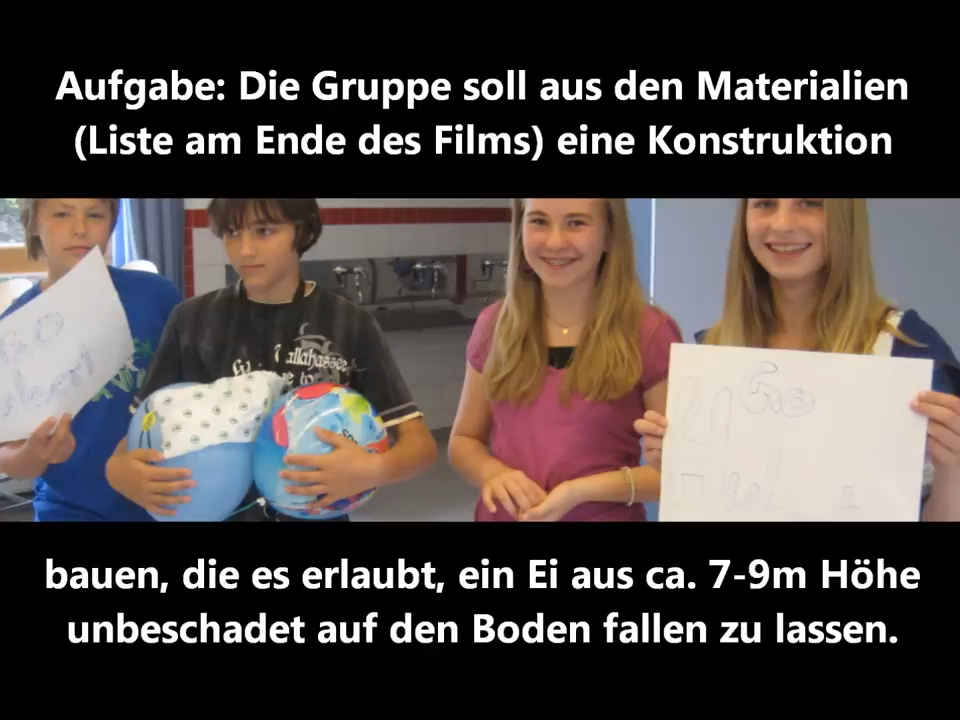 Aufgabe: Die Gruppe soll aus den Materialien
(Liste am Ende des Films) eine Konstruktion
allahassee
bauen, die es erlaubt, ein Ei aus ca. 7-9m Höhe
unbeschadet auf den Boden fallen zu lassen.